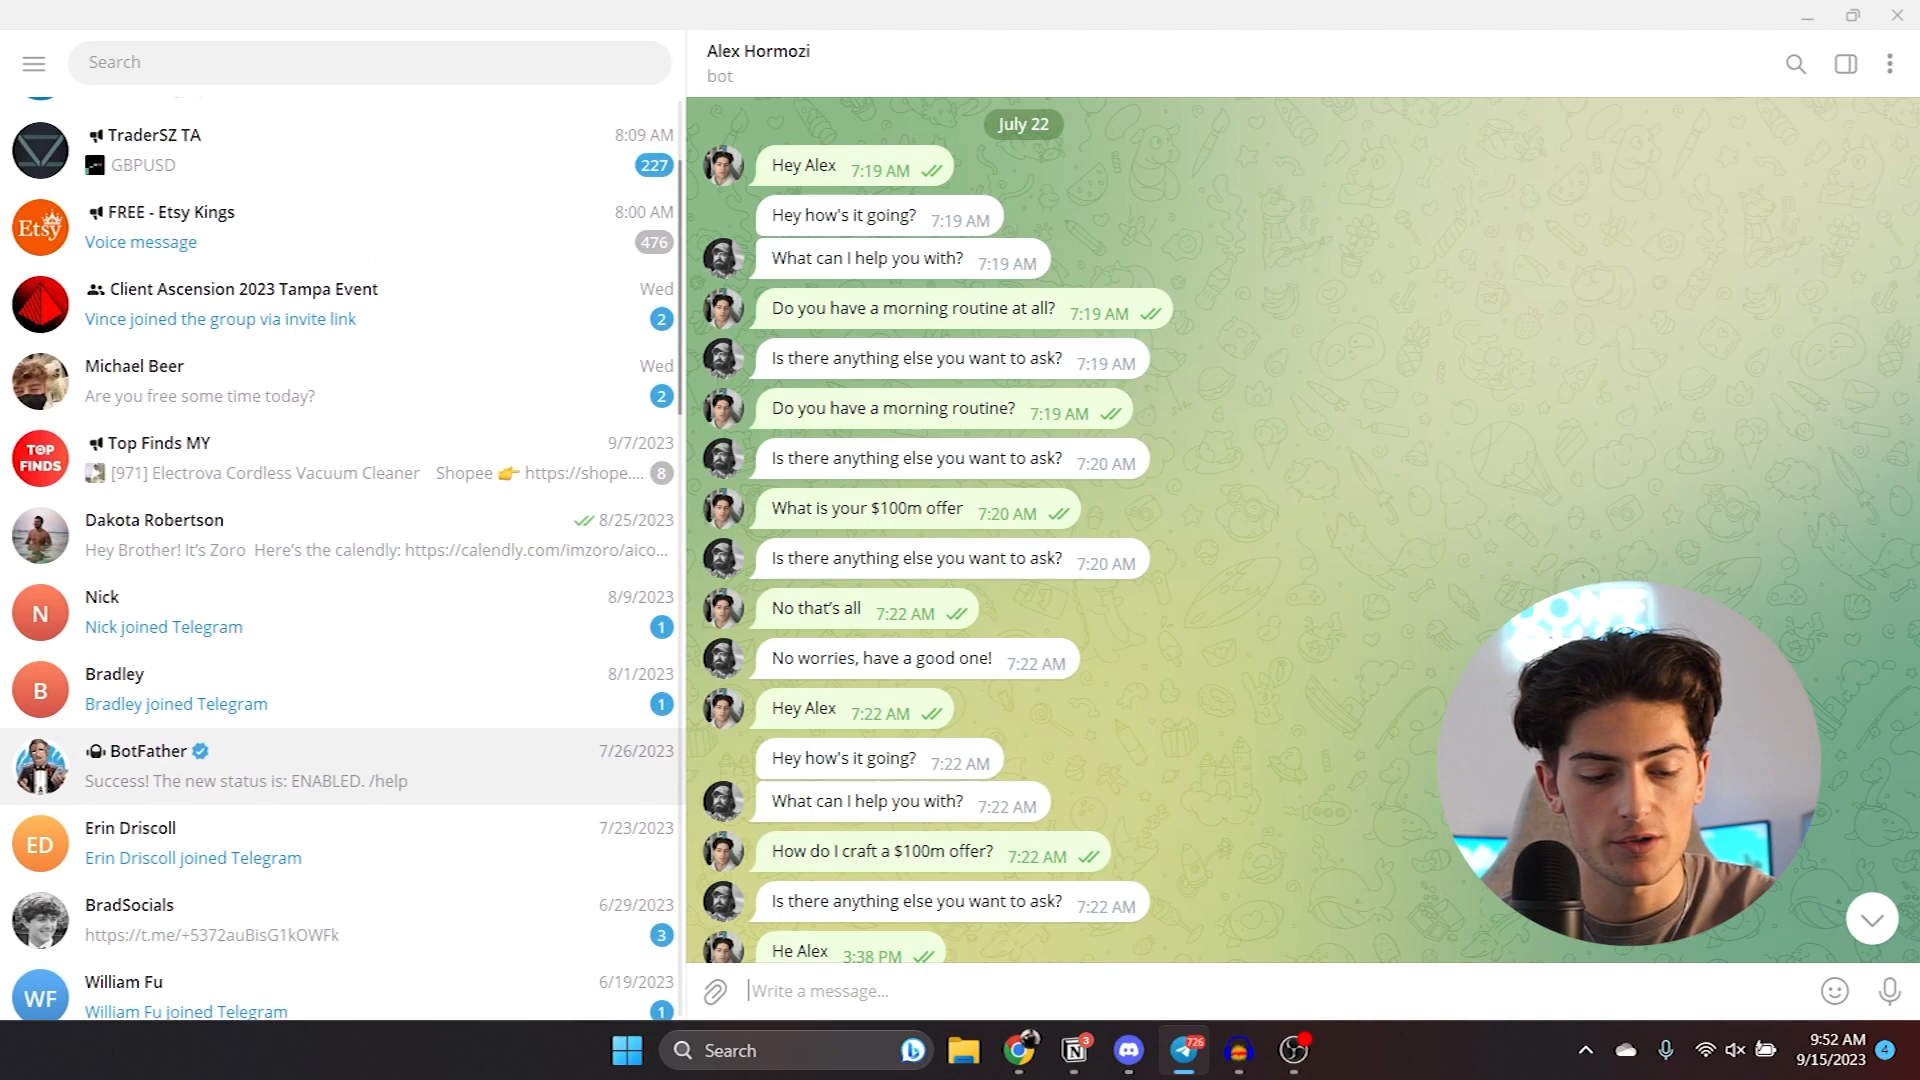 Search
TraderSZ TA 8:09 AM
GBPUSD 227
FREE - Etsy Kings 8:00 AM
Etsy
Voice message 476
Client Ascension 2023 Tampa Event Wed
Vince joined the group via invite link 2
Michael Beer Wed
Are you free some time today? 2
Top Finds MY 9/7/2023
TOP
FINDS
[971] Electrova Cordless Vacuum Cleaner Shopee 👉 https://shope.... 8
Dakota Robertson 8/25/2023
Hey Brother! It's Zoro Here's the calendly: https://calendly.com/imzoro/aico...
Nick 8/9/2023
N
Nick joined Telegram 1
Bradley 8/1/2023
B
Bradley joined Telegram 1
BotFather 7/26/2023
Success! The new status is: ENABLED. /help
Erin Driscoll 7/23/2023
ED
Erin Driscoll joined Telegram
BradSocials 6/29/2023
https://t.me/+5372auBisG1kOWFk 3
William Fu 6/19/2023
WF
William Fu joined Telegram 1
Alex Hormozi
bot
July 22
Hey Alex 7:19 AM
Hey how's it going? 7:19 AM
What can I help you with? 7:19 AM
Do you have a morning routine at all? 7:19 AM
Is there anything else you want to ask? 7:19 AM
Do you have a morning routine? 7:19 AM
Is there anything else you want to ask? 7:20 AM
What is your $100m offer 7:20 AM
Is there anything else you want to ask? 7:20 AM
No that's all 7:22 AM
No worries, have a good one! 7:22 AM
Hey Alex 7:22 AM
Hey how's it going? 7:22 AM
What can I help you with? 7:22 AM
How do I craft a $100m offer? 7:22 AM
Is there anything else you want to ask? 7:22 AM
He Alex 3:38 PM
Write a message...
Search
3
726
9:52 AM
9/15/2023 4